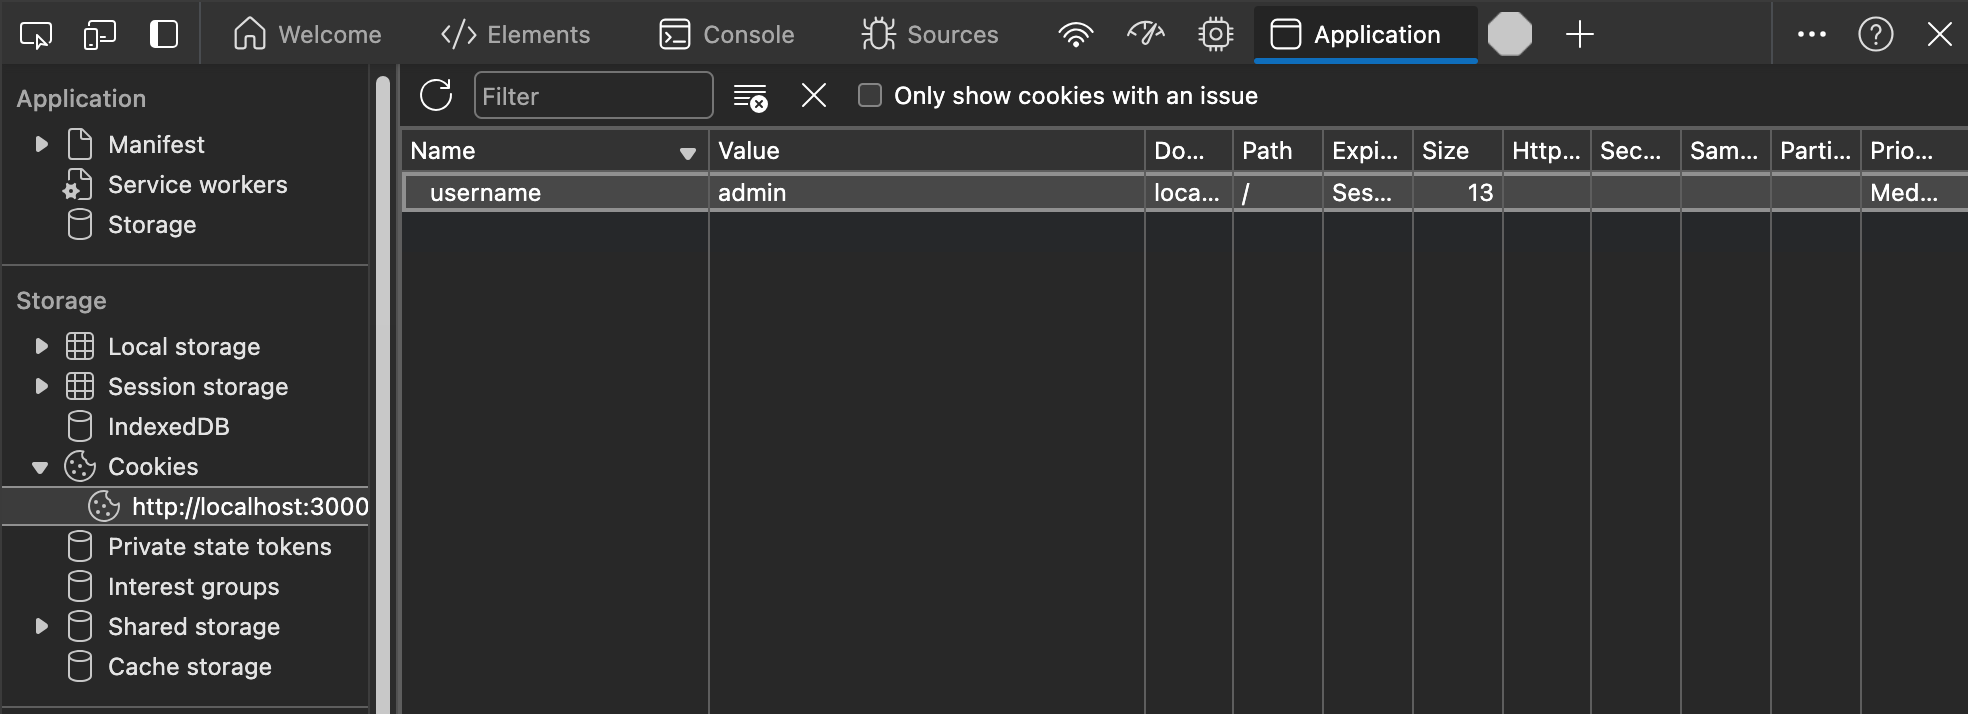 Welcome
Elements
Console
Sources
Application
Application
Manifest
Service workers
Storage
Storage
Local storage
Session storage
IndexedDB
Cookies
http://localhost:3000
Private state tokens
Interest groups
Shared storage
Cache storage
Filter
Only show cookies with an issue
Name Value Do... Path Expi... Size Http... Sec... Sam... Parti... Prio...
username admin loca... / Ses... 13 Med...